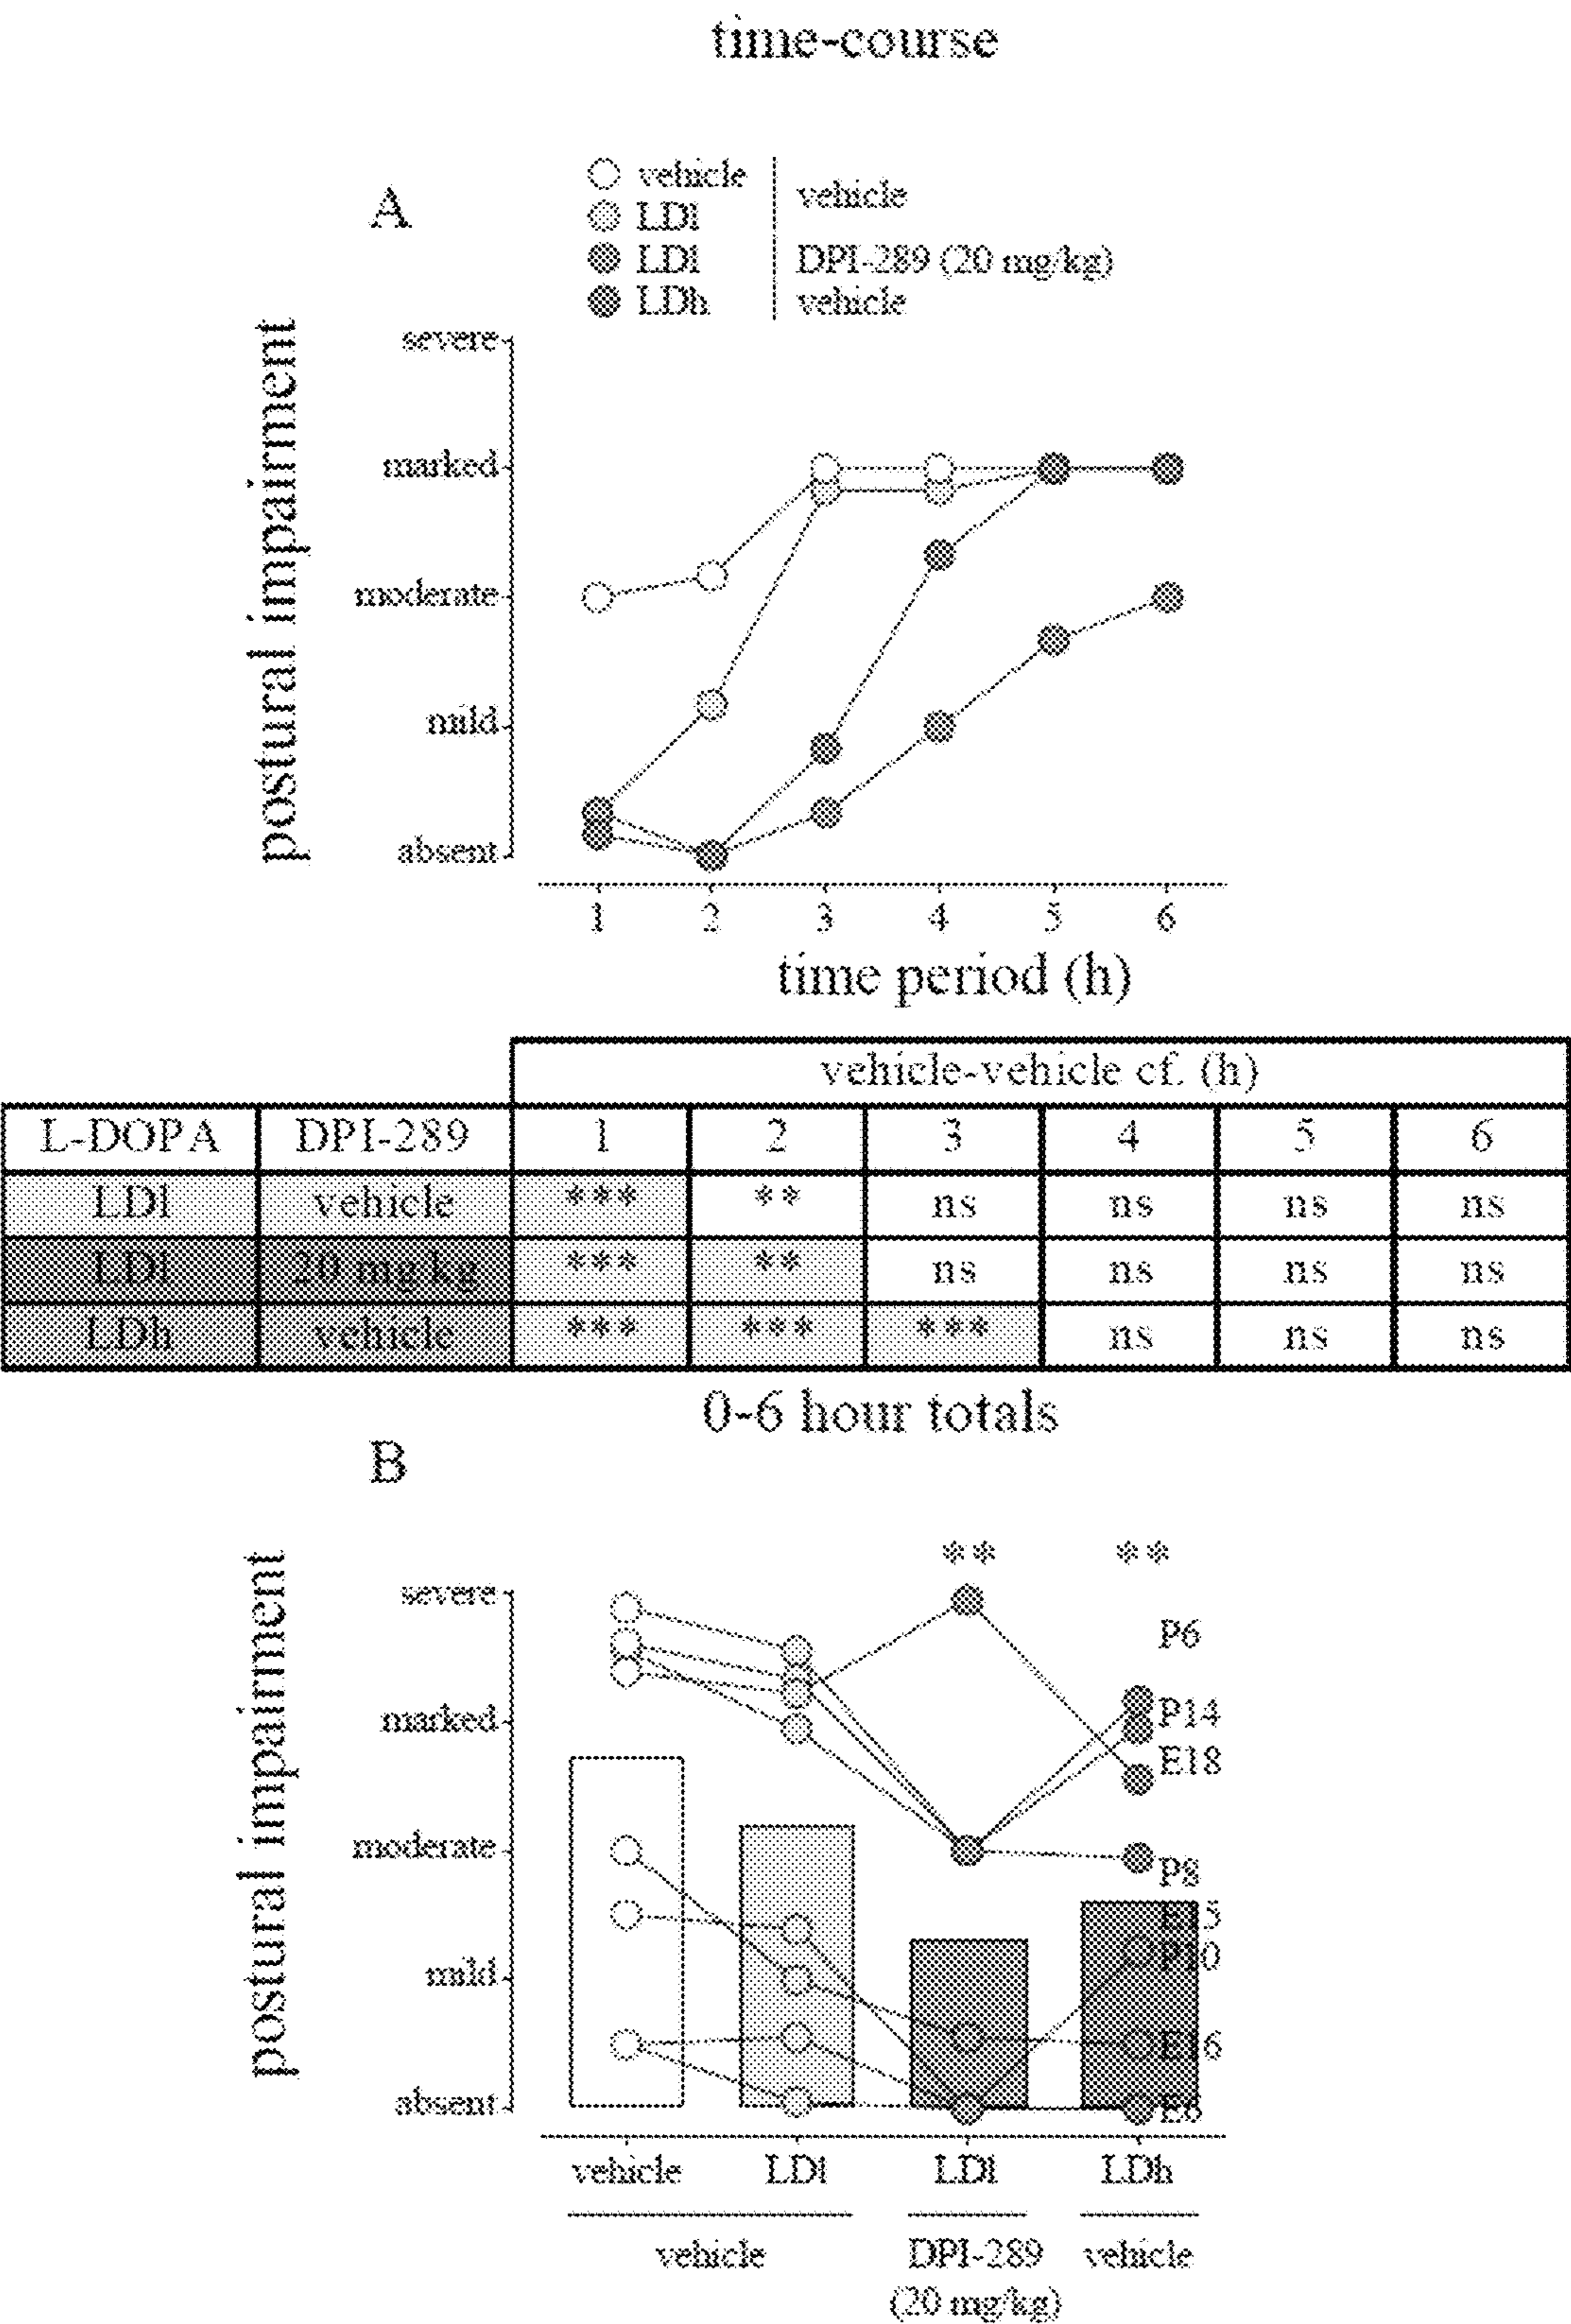 time-course
A
vehicle
LDl
vehicle
LDl
DPI-289 (20 mg/kg)
LDh
vehicle
postural impairment
severe
marked
moderate
mild
absent
1 2 3 4 5 6
time period (h)
vehicle-vehicle cf. (h)
L-DOPA DPI-289 1 2 3 4 5 6
LDl vehicle *** ** ns ns ns ns
LDl 20 mg/kg *** ** ns ns ns ns
LDh vehicle *** *** *** ns ns ns
0-6 hour totals
B
** **
postural impairment
severe
marked
moderate
mild
absent
P6
P14
E18
P8
P10
E16
vehicle LDl LDl LDh
vehicle DPI-289 vehicle
(20 mg/kg)